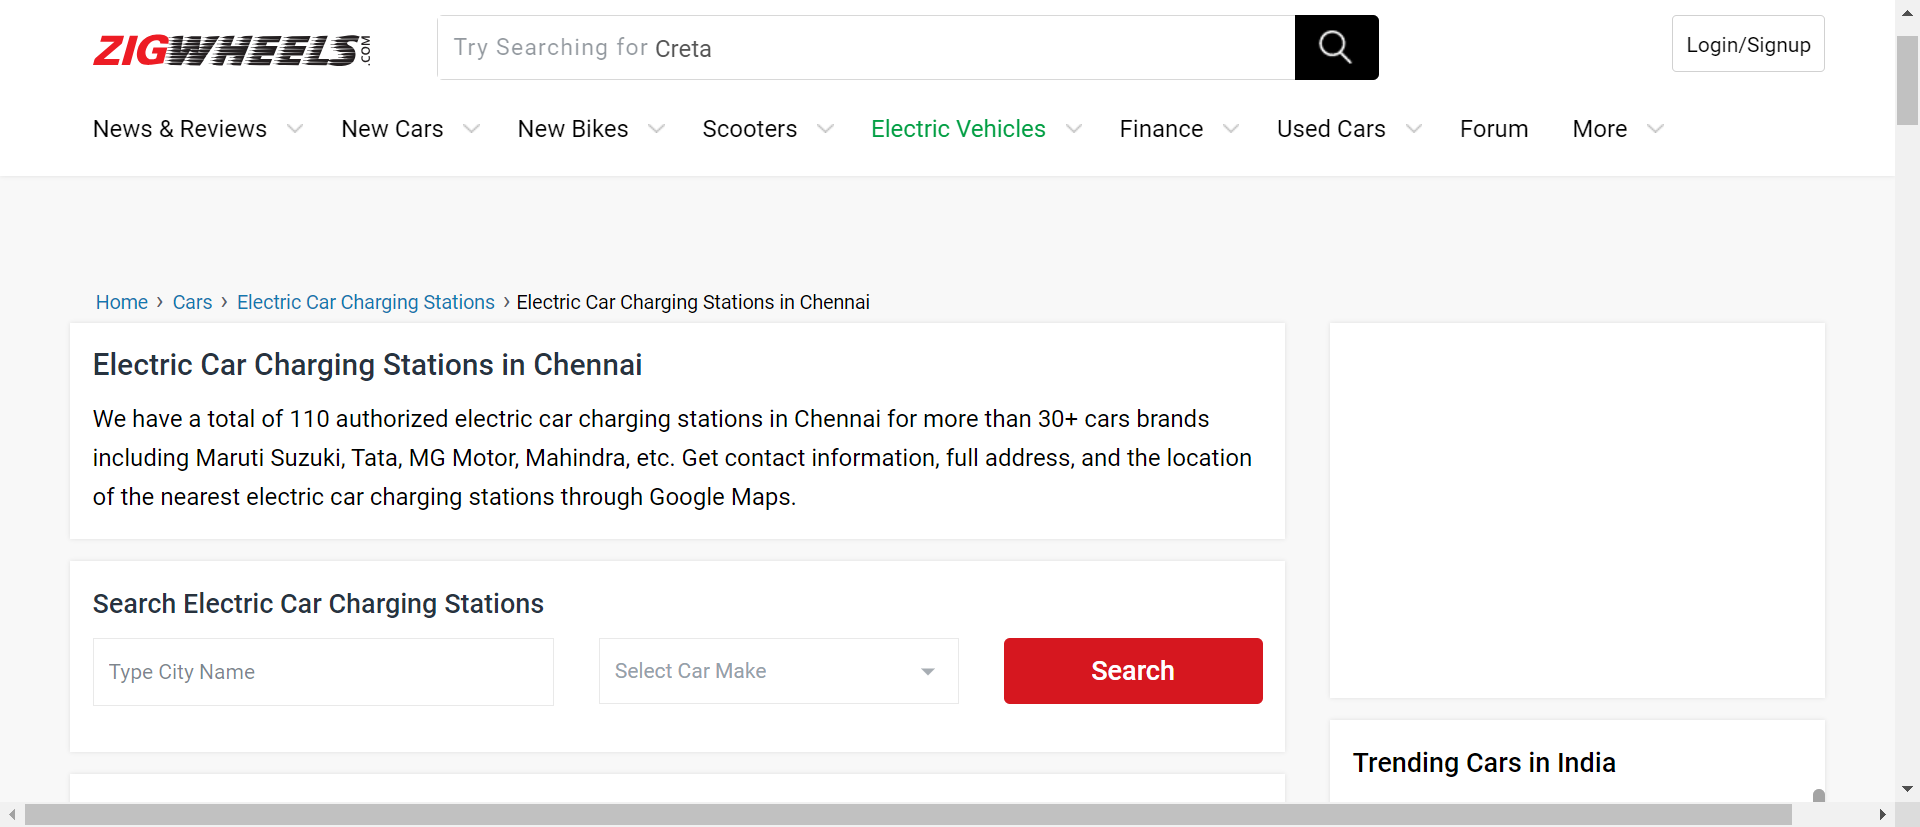 ZIGWHEELS.COM
Try Searching for Creta
Login/Signup
News & Reviews New Cars New Bikes Scooters Electric Vehicles Finance Used Cars Forum More
Home › Cars › Electric Car Charging Stations › Electric Car Charging Stations in Chennai
Electric Car Charging Stations in Chennai
We have a total of 110 authorized electric car charging stations in Chennai for more than 30+ cars brands
including Maruti Suzuki, Tata, MG Motor, Mahindra, etc. Get contact information, full address, and the location
of the nearest electric car charging stations through Google Maps.
Search Electric Car Charging Stations
Type City Name
Select Car Make
Search
Trending Cars in India